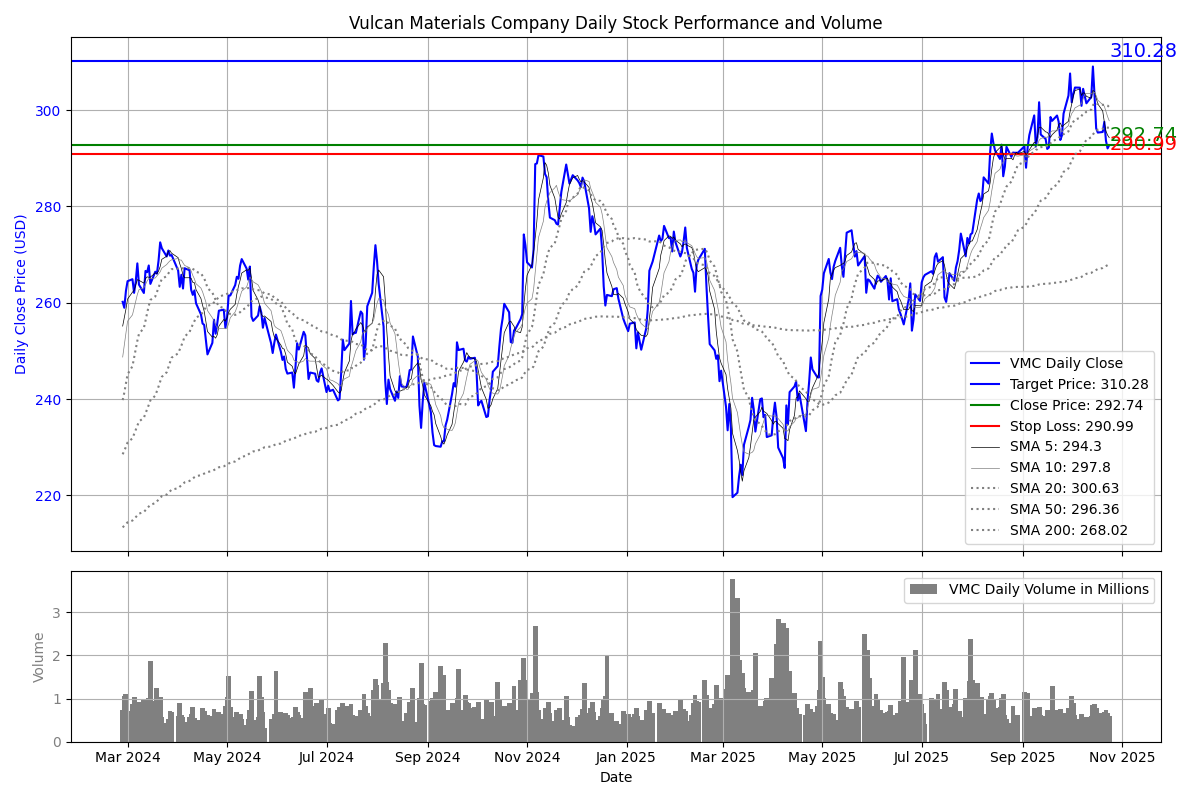 Vulcan Materials Company Daily Stock Performance and Volume
310.28
300
292.74
290.99
280
260
240
220
Daily Close Price (USD)
VMC Daily Close
Target Price: 310.28
Close Price: 292.74
Stop Loss: 290.99
SMA 5: 294.3
SMA 10: 297.8
SMA 20: 300.63
SMA 50: 296.36
SMA 200: 268.02
VMC Daily Volume in Millions
3
2
1
0
Volume
Mar 2024 May 2024 Jul 2024 Sep 2024 Nov 2024 Jan 2025 Mar 2025 May 2025 Jul 2025 Sep 2025 Nov 2025
Date